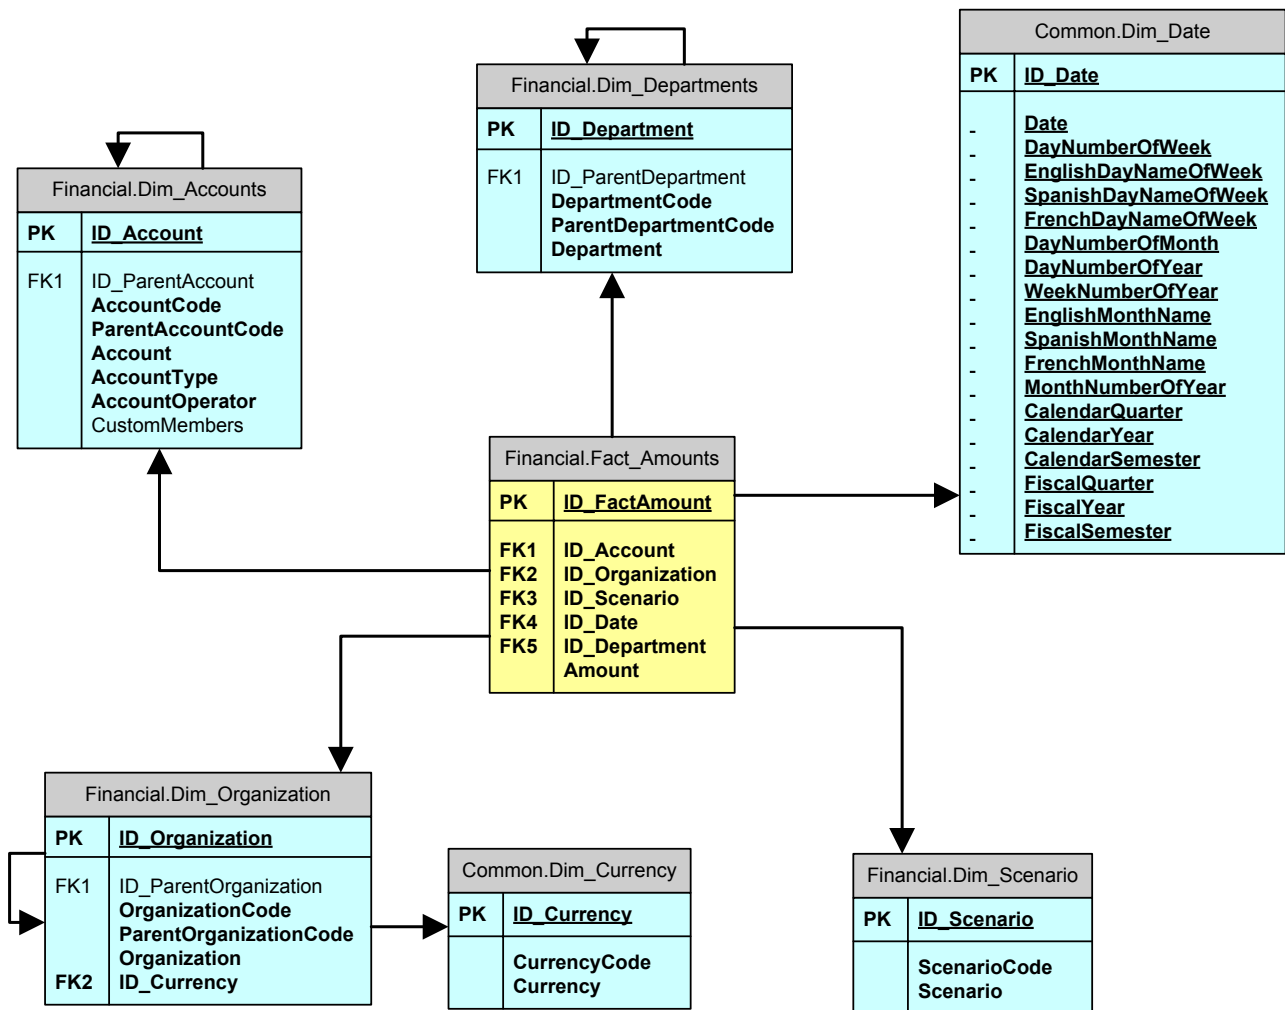 Common.Dim_Date
PK ID_Date
- Date
- DayNumberOfWeek
- EnglishDayNameOfWeek
- SpanishDayNameOfWeek
- FrenchDayNameOfWeek
- DayNumberOfMonth
- DayNumberOfYear
- WeekNumberOfYear
- EnglishMonthName
- SpanishMonthName
- FrenchMonthName
- MonthNumberOfYear
- CalendarQuarter
- CalendarYear
- CalendarSemester
- FiscalQuarter
- FiscalYear
- FiscalSemester
Financial.Dim_Departments
PK ID_Department
FK1 ID_ParentDepartment
DepartmentCode
ParentDepartmentCode
Department
Financial.Dim_Accounts
PK ID_Account
FK1 ID_ParentAccount
AccountCode
ParentAccountCode
Account
AccountType
AccountOperator
CustomMembers
Financial.Fact_Amounts
PK ID_FactAmount
FK1 ID_Account
FK2 ID_Organization
FK3 ID_Scenario
FK4 ID_Date
FK5 ID_Department
Amount
Financial.Dim_Organization
PK ID_Organization
FK1 ID_ParentOrganization
OrganizationCode
ParentOrganizationCode
Organization
FK2 ID_Currency
Common.Dim_Currency
PK ID_Currency
CurrencyCode
Currency
Financial.Dim_Scenario
PK ID_Scenario
ScenarioCode
Scenario